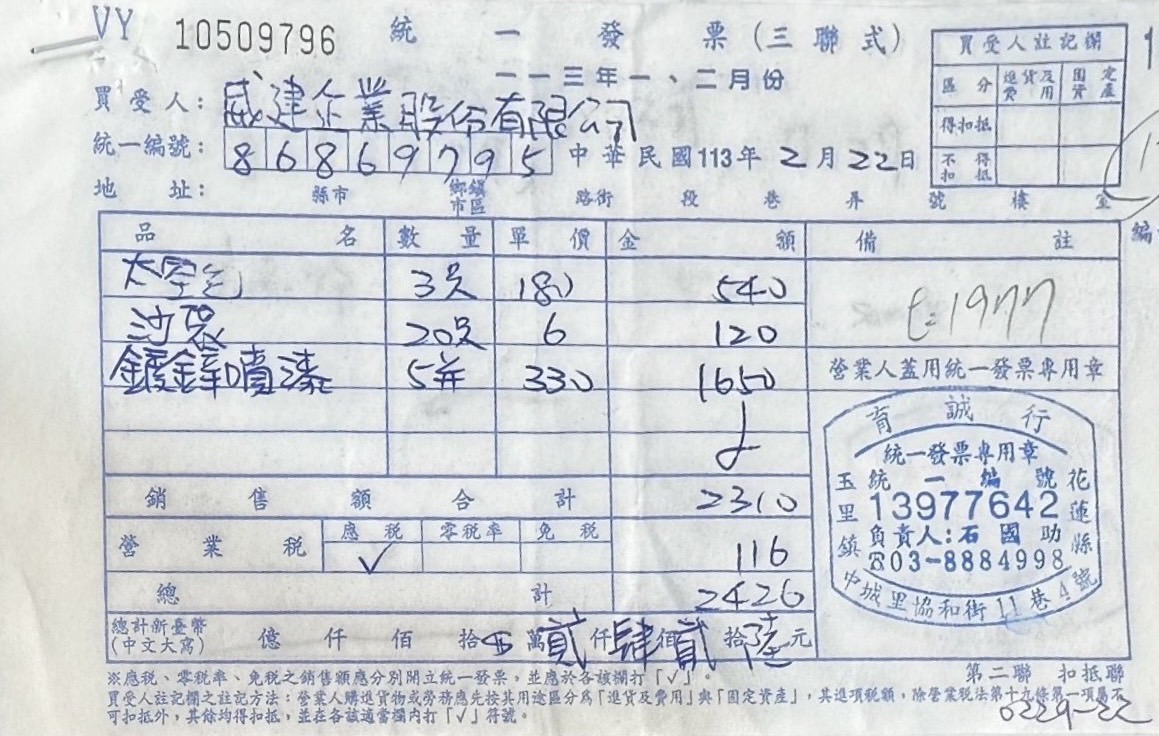 VY 10509796 統一發票(三聯式)
一一三年一、二月份
買受人: 威建企業股份有限公司
統一編號: 86869795 中華民國113年2月22日
地址: 縣市 鄉鎮市區 路街 段 巷 弄 號 樓 室
買受人註記欄
區分 進貨及費用 固定資產
得扣抵
不得扣抵
品名 數量 單價 金額 備註
太空包 3只 180 540
沙袋 20只 6 120
鍍鋅噴漆 5瓶 330 1650
1977
營業人蓋用統一發票專用章
銷售額合計 2310
營業稅 應稅 ✓ 零稅率 免稅 116
總計 2426
總計新臺幣(中文大寫) 億 仟 佰 拾 萬 貳 仟 肆 佰 貳 拾 陸 元
育誠行
統一發票專用章
統一編號
13977642
負責人:石國助
☎03-8884998
花蓮縣玉里鎮中城里協和街11巷4號
※應稅、零稅率、免稅之銷售額應分別開立統一發票,並應於各該欄打「√」。
第二聯 扣抵聯
買受人註記欄之註記方法:營業人購進貨物或勞務應先按其用途區分為「進貨及費用」與「固定資產」,其進項稅額,除營業稅法第十九條第一項屬不
可扣抵外,其餘均得扣抵,並在各該適當欄內打「√」符號。
0229-22